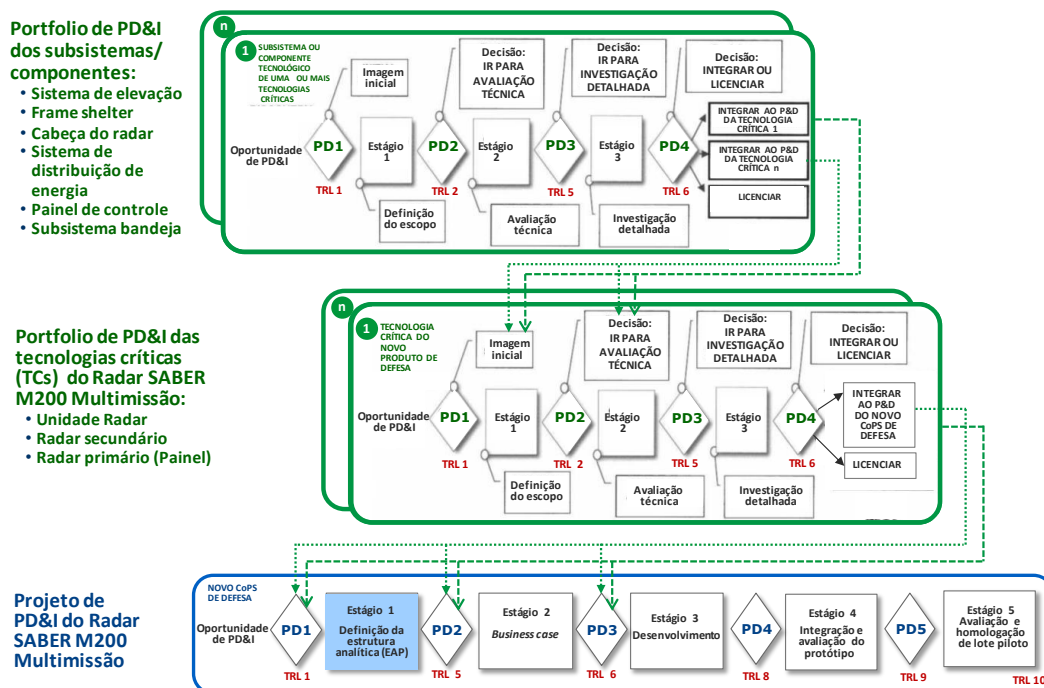 Portfolio de PD&I
dos subsistemas/
componentes:
• Sistema de elevação
• Frame shelter
• Cabeça do radar
• Sistema de
distribuição de
energia
• Painel de controle
• Subsistema bandeja
n
1
SUBSISTEMA OU
COMPONENTE
TECNOLÓGICO
DE UMA OU MAIS
TECNOLOGIAS
CRÍTICAS
Imagem
inicial
Decisão:
IR PARA
AVALIAÇÃO
TÉCNICA
Decisão:
IR PARA
INVESTIGAÇÃO
DETALHADA
Decisão:
INTEGRAR OU
LICENCIAR
Oportunidade
de PD&I
PD1
Estágio
1
PD2
Estágio
2
PD3
Estágio
3
PD4
TRL 1
TRL 2
TRL 5
TRL 6
INTEGRAR AO P&D
DA TECNOLOGIA
CRÍTICA 1
INTEGRAR AO P&D
DA TECNOLOGIA
CRÍTICA n
LICENCIAR
Definição
do escopo
Avaliação
técnica
Investigação
detalhada
Portfolio de PD&I das
tecnologias críticas
(TCs) do Radar SABER
M200 Multimissão:
• Unidade Radar
• Radar secundário
• Radar primário (Painel)
n
1
TECNOLOGIA
CRÍTICA DO
NOVO
PRODUTO DE
DEFESA
Imagem
inicial
Decisão:
IR PARA
AVALIAÇÃO
TÉCNICA
Decisão:
IR PARA
INVESTIGAÇÃO
DETALHADA
Decisão:
INTEGRAR OU
LICENCIAR
Oportunidade
de PD&I
PD1
Estágio
1
PD2
Estágio
2
PD3
Estágio
3
PD4
TRL 1
TRL 2
TRL 5
TRL 6
INTEGRAR
AO P&D
DO NOVO
CoPS DE
DEFESA
LICENCIAR
Definição
do escopo
Avaliação
técnica
Investigação
detalhada
Projeto de
PD&I do Radar
SABER M200
Multimissão
NOVO CoPS
DE DEFESA
Oportunidade
de PD&I
PD1
TRL 1
Estágio 1
Definição da
estrutura
analítica (EAP)
PD2
TRL 5
Estágio 2
Business case
PD3
TRL 6
Estágio 3
Desenvolvimento
PD4
TRL 8
Estágio 4
Integração e
avaliação do
protótipo
PD5
TRL 9
Estágio 5
Avaliação e
homologação
de lote piloto
TRL 10